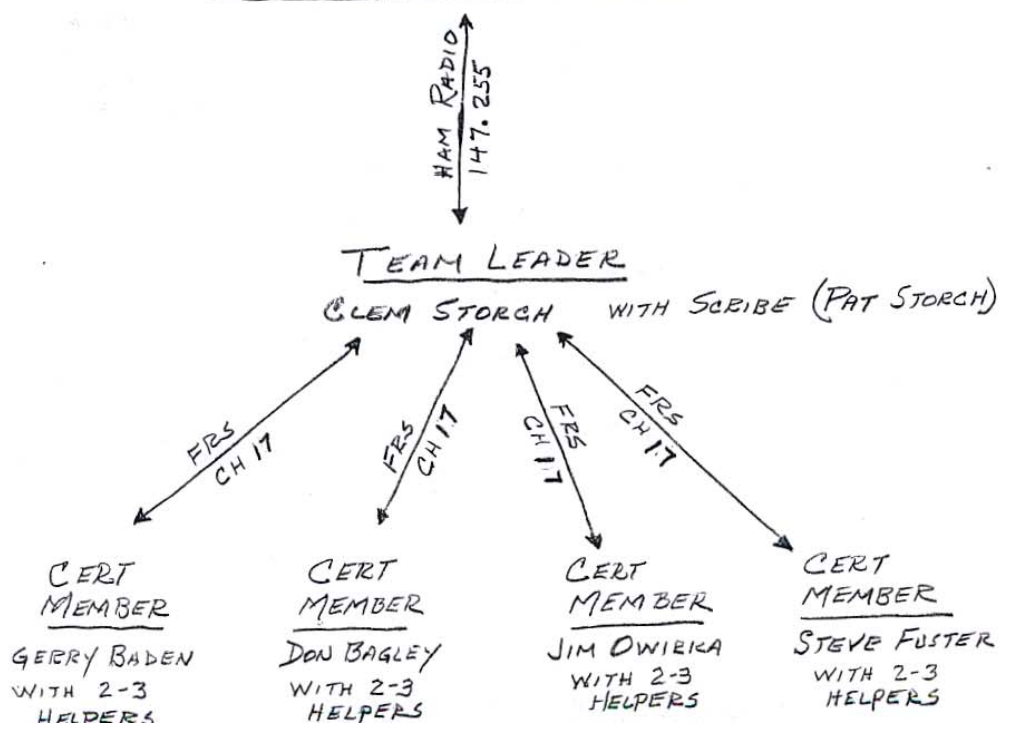 HAM RADIO
147.255
TEAM LEADER
CLEM STORCH WITH SCRIBE (PAT STORCH)
FRS
CH 17
FRS
CH 17
FRS
CH 17
FRS
CH 17
CERT
MEMBER
GERRY BADEN
WITH 2-3
HELPERS
CERT
MEMBER
DON BAGLEY
WITH 2-3
HELPERS
CERT
MEMBER
JIM OWIRKA
WITH 2-3
HELPERS
CERT
MEMBER
STEVE FUSTER
WITH 2-3
HELPERS